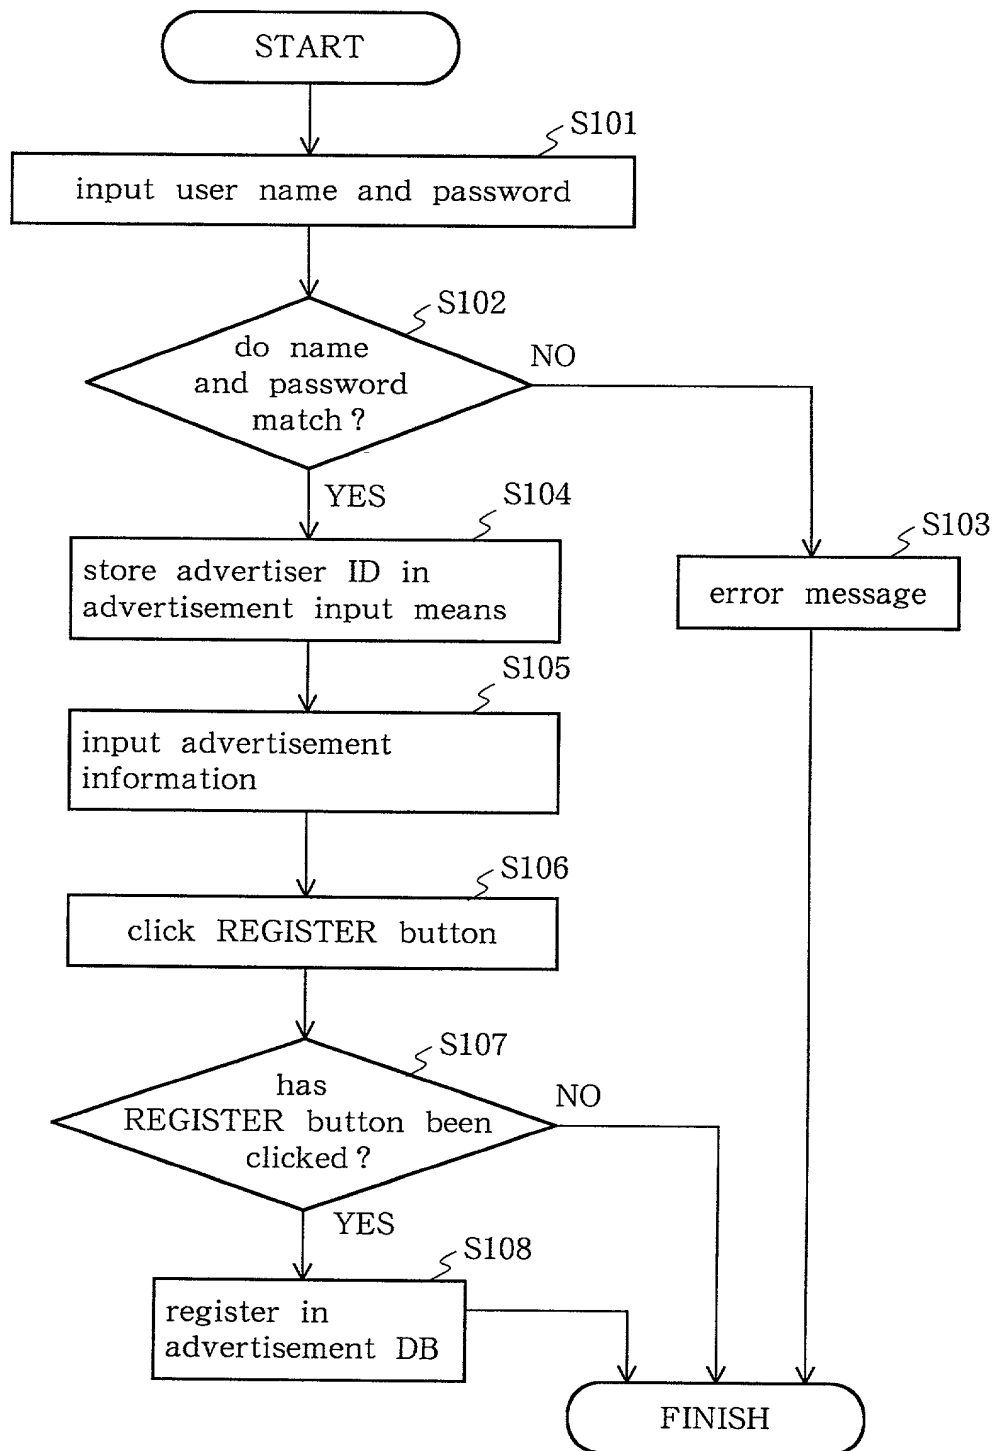 START
S101
input user name and password
S102
do name
and password
match?
NO
YES
S104
store advertiser ID in
advertisement input means
S103
error message
S105
input advertisement
information
S106
click REGISTER button
S107
has
REGISTER button been
clicked?
NO
YES
S108
register in
advertisement DB
FINISH